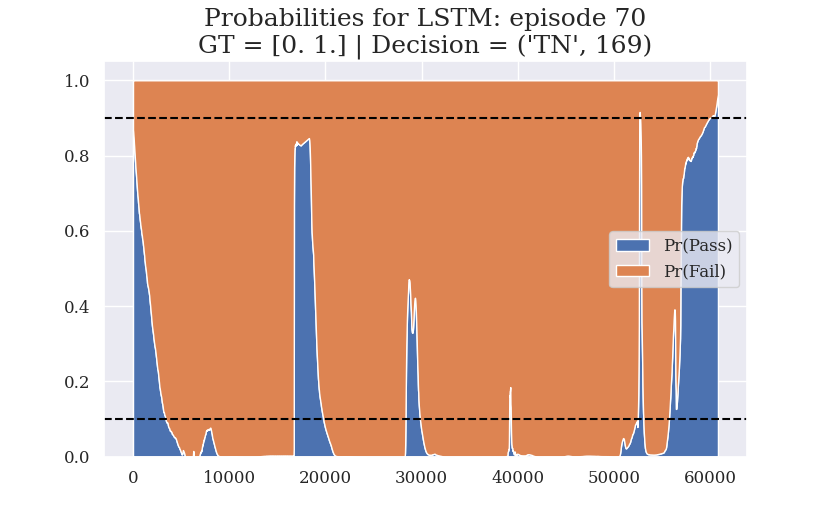 Probabilities for LSTM: episode 70
GT = [0. 1.] | Decision = ('TN', 169)
1.0
0.8
0.6
0.4
0.2
0.0
Pr(Pass)
Pr(Fail)
0 10000 20000 30000 40000 50000 60000